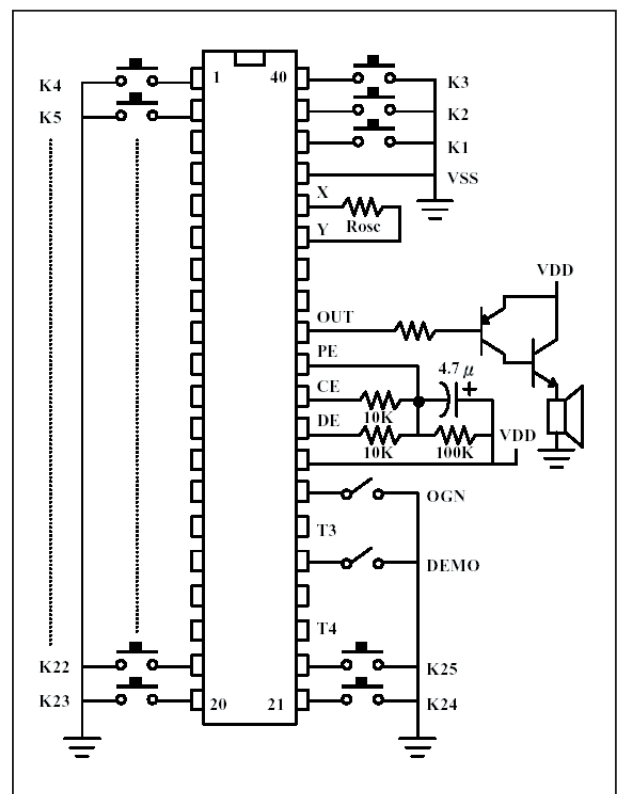 K4 1 40 K3
K5 K2
K1
VSS
X
Y Rosc
VDD
OUT
PE 4.7 μ
+
CE 10K
DE 10K 100K VDD
OGN
T3
DEMO
T4
K22 K25
K23 20 21 K24